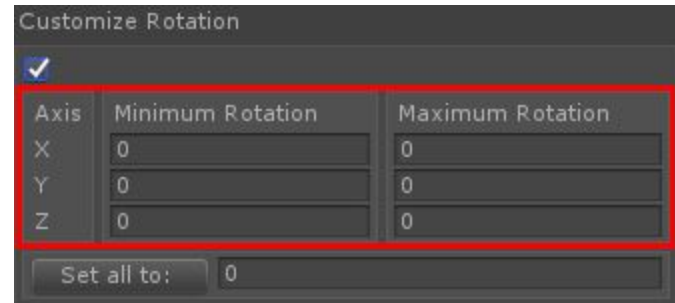 Customize Rotation
Axis Minimum Rotation Maximum Rotation
X 0 0
Y 0 0
Z 0 0
Set all to: 0